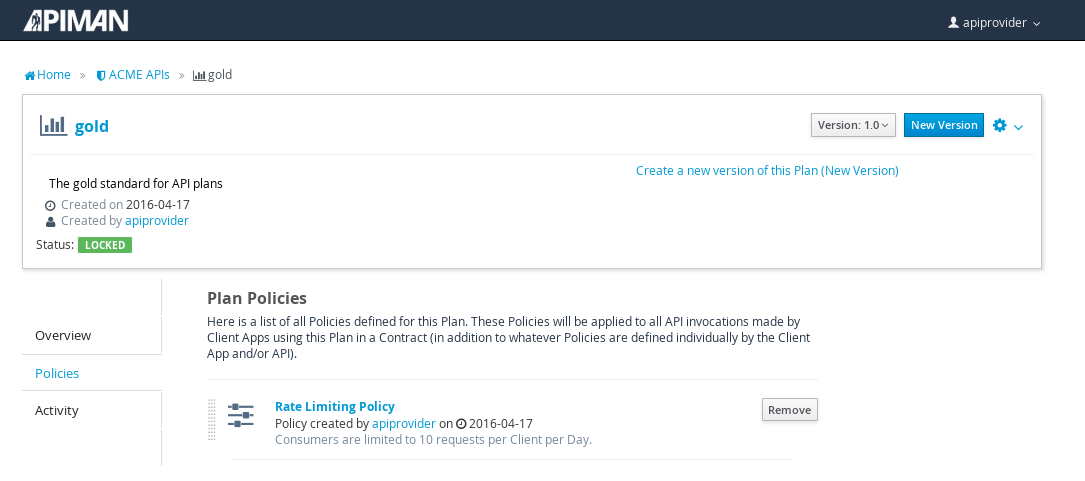 APIMAN
apiprovider
Home » ACME APIs » gold
gold
Version: 1.0
New Version
Create a new version of this Plan (New Version)
The gold standard for API plans
Created on 2016-04-17
Created by apiprovider
Status: LOCKED
Overview
Policies
Activity
Plan Policies
Here is a list of all Policies defined for this Plan. These Policies will be applied to all API invocations made by
Client Apps using this Plan in a Contract (in addition to whatever Policies are defined individually by the Client
App and/or API).
Rate Limiting Policy
Remove
Policy created by apiprovider on 2016-04-17
Consumers are limited to 10 requests per Client per Day.